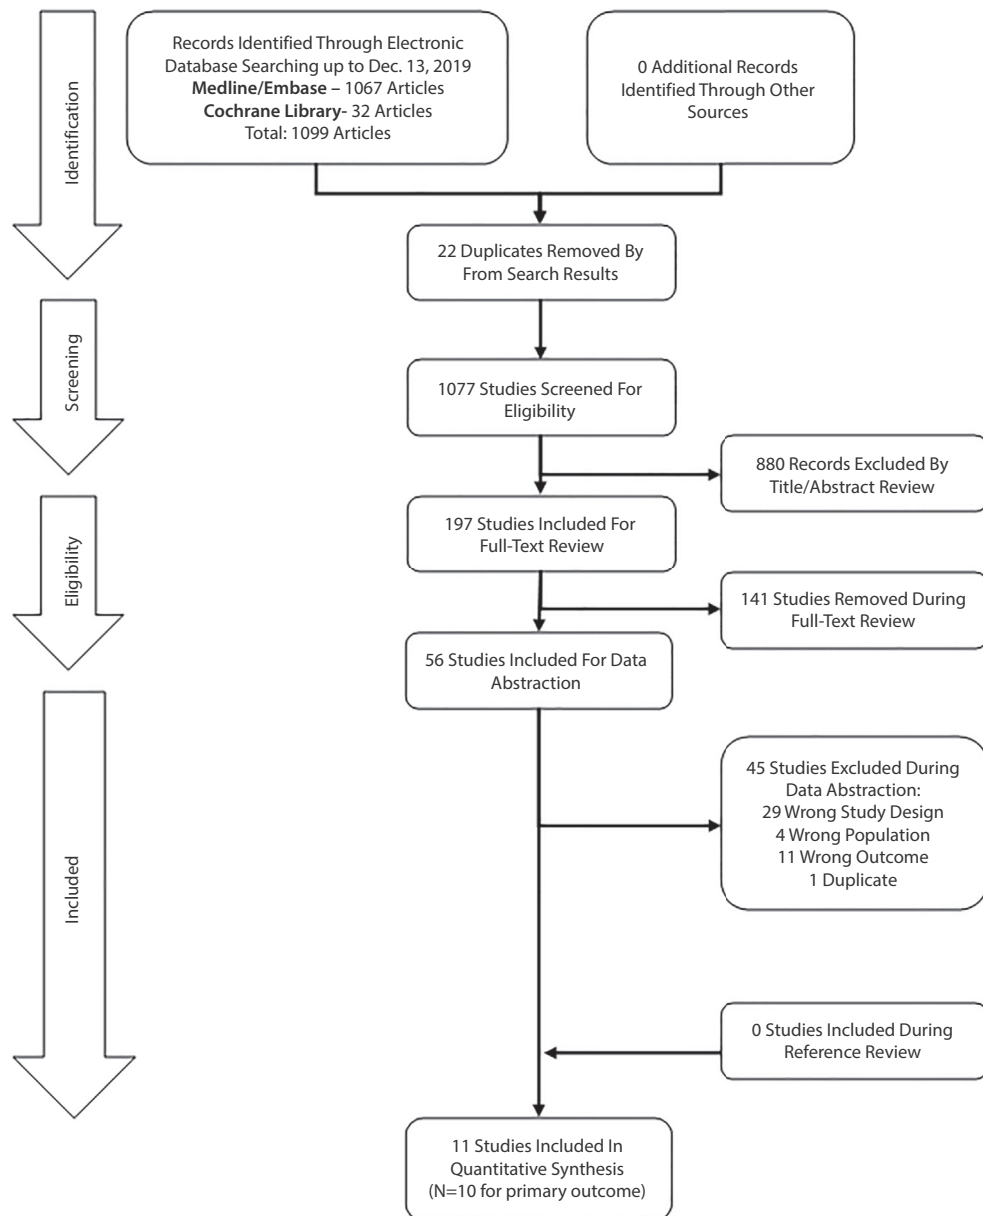 Identification
Records Identified Through Electronic
Database Searching up to Dec. 13, 2019
Medline/Embase – 1067 Articles
Cochrane Library- 32 Articles
Total: 1099 Articles
0 Additional Records
Identified Through Other
Sources
22 Duplicates Removed By
From Search Results
Screening
1077 Studies Screened For
Eligibility
880 Records Excluded By
Title/Abstract Review
Eligibility
197 Studies Included For
Full-Text Review
141 Studies Removed During
Full-Text Review
56 Studies Included For Data
Abstraction
Included
45 Studies Excluded During
Data Abstraction:
29 Wrong Study Design
4 Wrong Population
11 Wrong Outcome
1 Duplicate
0 Studies Included During
Reference Review
11 Studies Included In
Quantitative Synthesis
(N=10 for primary outcome)